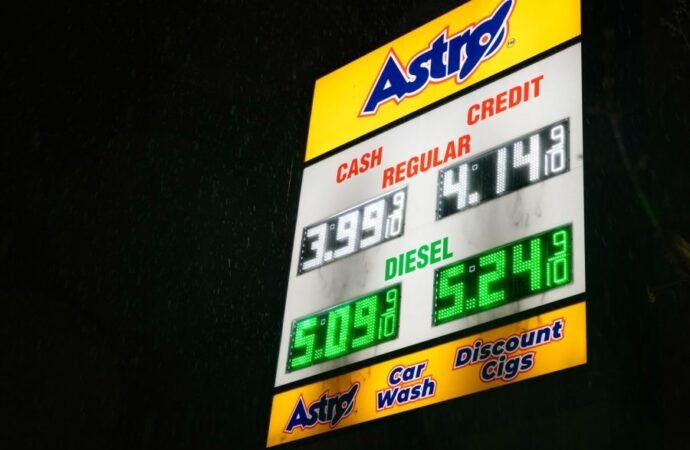 Astro
CASH CREDIT
REGULAR
3.99 9/10 4.14 9/10
DIESEL
5.09 9/10 5.24 9/10
Astro Car Wash Discount Cigs